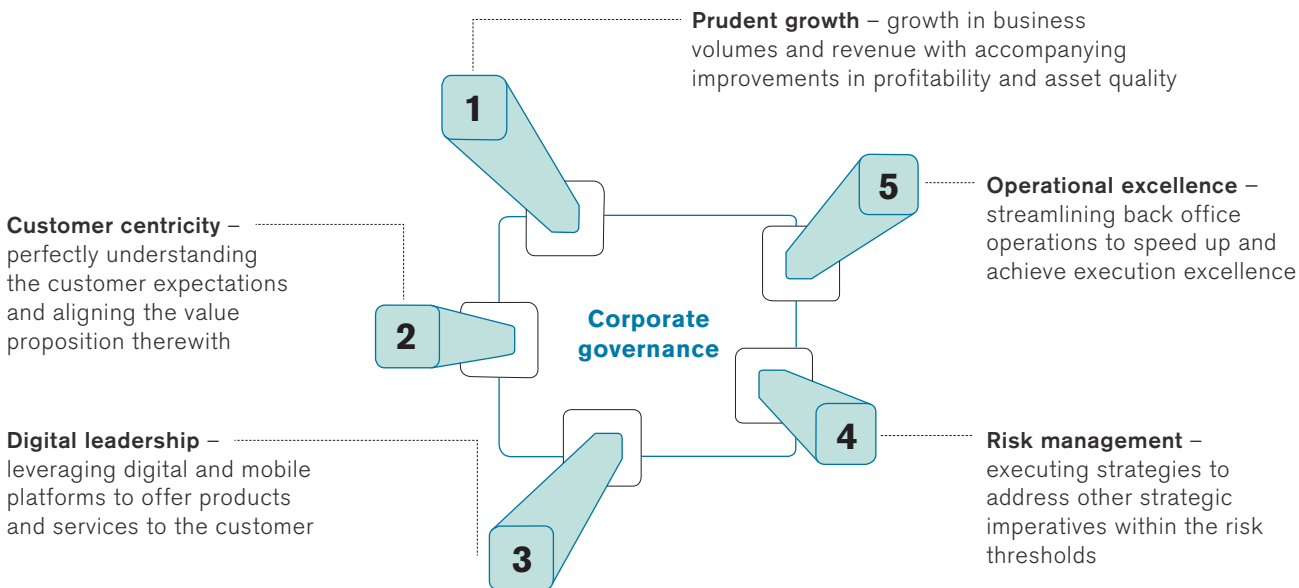 Prudent growth – growth in business
volumes and revenue with accompanying
improvements in profitability and asset quality
1
5
Operational excellence –
streamlining back office
operations to speed up and
achieve execution excellence
Customer centricity –
perfectly understanding
the customer expectations
and aligning the value
proposition therewith
2
Corporate
governance
Digital leadership –
leveraging digital and mobile
platforms to offer products
and services to the customer
3
4
Risk management –
executing strategies to
address other strategic
imperatives within the risk
thresholds